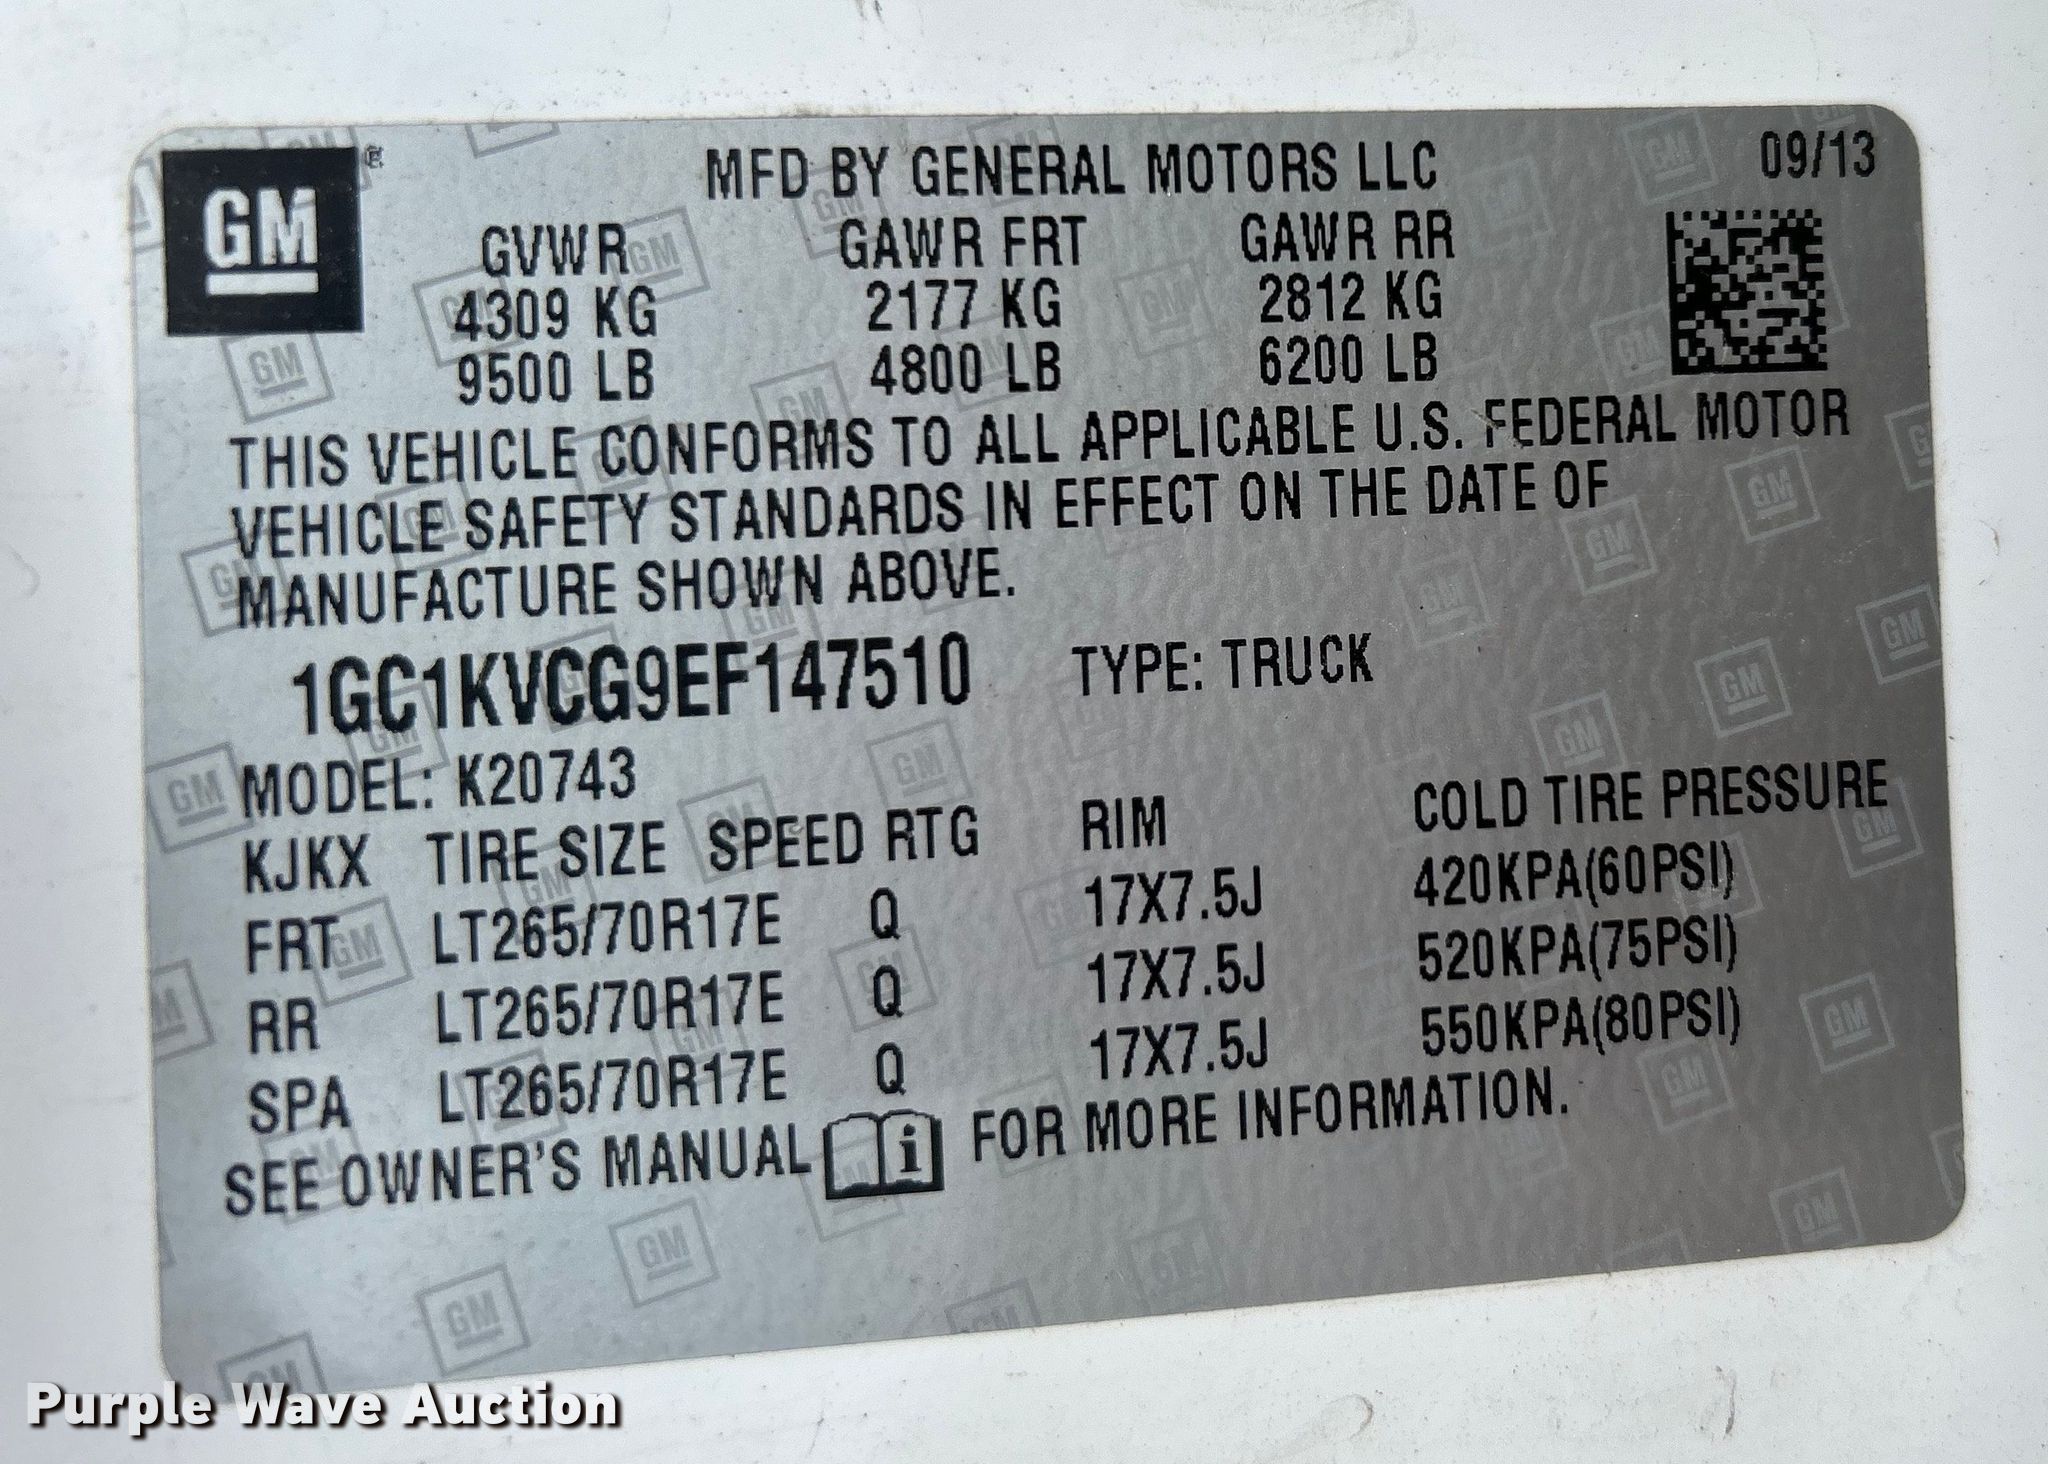 GM
MFD BY GENERAL MOTORS LLC 09/13
GVWR GAWR FRT GAWR RR
4309 KG 2177 KG 2812 KG
9500 LB 4800 LB 6200 LB
THIS VEHICLE CONFORMS TO ALL APPLICABLE U.S. FEDERAL MOTOR
VEHICLE SAFETY STANDARDS IN EFFECT ON THE DATE OF
MANUFACTURE SHOWN ABOVE.
1GC1KVCG9EF147510 TYPE: TRUCK
MODEL: K20743
KJKX TIRE SIZE SPEED RTG RIM COLD TIRE PRESSURE
FRT LT265/70R17E Q 17X7.5J 420KPA(60PSI)
RR LT265/70R17E Q 17X7.5J 520KPA(75PSI)
SPA LT265/70R17E Q 17X7.5J 550KPA(80PSI)
SEE OWNER'S MANUAL i FOR MORE INFORMATION.
Purple Wave Auction